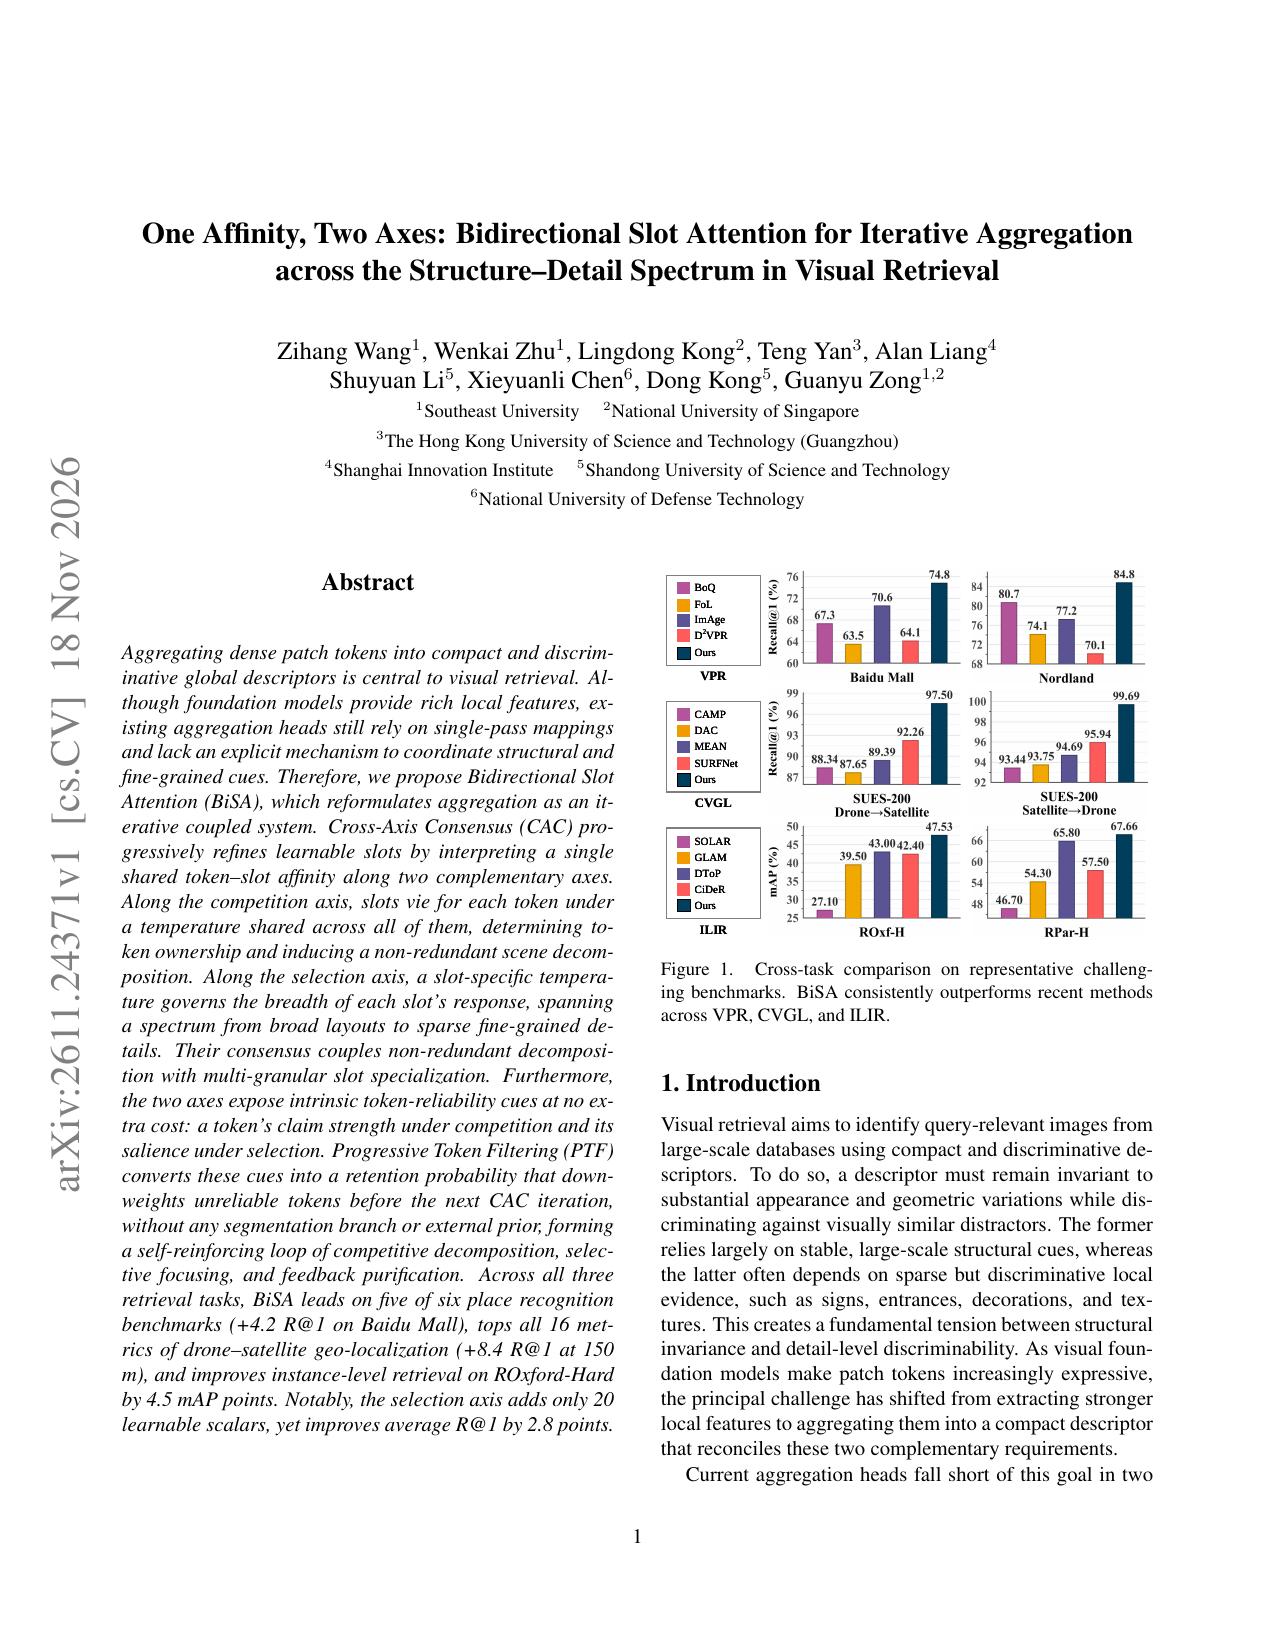 One Affinity, Two Axes: Bidirectional Slot Attention for Iterative Aggregation
across the Structure–Detail Spectrum in Visual Retrieval
Zihang Wang1, Wenkai Zhu1, Lingdong Kong2, Teng Yan3, Alan Liang4
Shuyuan Li5, Xieyuanli Chen6, Dong Kong5, Guanyu Zong1,2
1Southeast University 2National University of Singapore
3The Hong Kong University of Science and Technology (Guangzhou)
4Shanghai Innovation Institute 5Shandong University of Science and Technology
6National University of Defense Technology
arXiv:2611.24371v1 [cs.CV] 18 Nov 2026
Abstract
Aggregating dense patch tokens into compact and discrim-
inative global descriptors is central to visual retrieval. Al-
though foundation models provide rich local features, ex-
isting aggregation heads still rely on single-pass mappings
and lack an explicit mechanism to coordinate structural and
fine-grained cues. Therefore, we propose Bidirectional Slot
Attention (BiSA), which reformulates aggregation as an it-
erative coupled system. Cross-Axis Consensus (CAC) pro-
gressively refines learnable slots by interpreting a single
shared token–slot affinity along two complementary axes.
Along the competition axis, slots vie for each token under
a temperature shared across all of them, determining to-
ken ownership and inducing a non-redundant scene decom-
position. Along the selection axis, a slot-specific tempera-
ture governs the breadth of each slot's response, spanning
a spectrum from broad layouts to sparse fine-grained de-
tails. Their consensus couples non-redundant decomposi-
tion with multi-granular slot specialization. Furthermore,
the two axes expose intrinsic token-reliability cues at no ex-
tra cost: a token's claim strength under competition and its
salience under selection. Progressive Token Filtering (PTF)
converts these cues into a retention probability that down-
weights unreliable tokens before the next CAC iteration,
without any segmentation branch or external prior, forming
a self-reinforcing loop of competitive decomposition, selec-
tive focusing, and feedback purification. Across all three
retrieval tasks, BiSA leads on five of six place recognition
benchmarks (+4.2 R@1 on Baidu Mall), tops all 16 met-
rics of drone–satellite geo-localization (+8.4 R@1 at 150
m), and improves instance-level retrieval on ROxford-Hard
by 4.5 mAP points. Notably, the selection axis adds only 20
learnable scalars, yet improves average R@1 by 2.8 points.
BoQ
FoL
ImAge
D2VPR
Ours
VPR
Recall@1 (%)
76
72
68
64
60
67.3
63.5
70.6
64.1
74.8
Baidu Mall
84
80
76
72
68
80.7
74.1
77.2
70.1
84.8
Nordland
CAMP
DAC
MEAN
SURFNet
Ours
CVGL
Recall@1 (%)
99
96
93
90
87
88.34
87.65
89.39
92.26
97.50
SUES-200
Drone→Satellite
100
98
96
94
92
93.44
93.75
94.69
95.94
99.69
SUES-200
Satellite→Drone
SOLAR
GLAM
DToP
CiDeR
Ours
ILIR
mAP (%)
50
45
40
35
30
25
27.10
39.50
43.00
42.40
47.53
ROxf-H
66
60
54
48
46.70
54.30
65.80
57.50
67.66
RPar-H
Figure 1. Cross-task comparison on representative challeng-
ing benchmarks. BiSA consistently outperforms recent methods
across VPR, CVGL, and ILIR.
1. Introduction
Visual retrieval aims to identify query-relevant images from
large-scale databases using compact and discriminative de-
scriptors. To do so, a descriptor must remain invariant to
substantial appearance and geometric variations while dis-
criminating against visually similar distractors. The former
relies largely on stable, large-scale structural cues, whereas
the latter often depends on sparse but discriminative local
evidence, such as signs, entrances, decorations, and tex-
tures. This creates a fundamental tension between structural
invariance and detail-level discriminability. As visual foun-
dation models make patch tokens increasingly expressive,
the principal challenge has shifted from extracting stronger
local features to aggregating them into a compact descriptor
that reconciles these two complementary requirements.
Current aggregation heads fall short of this goal in two
1